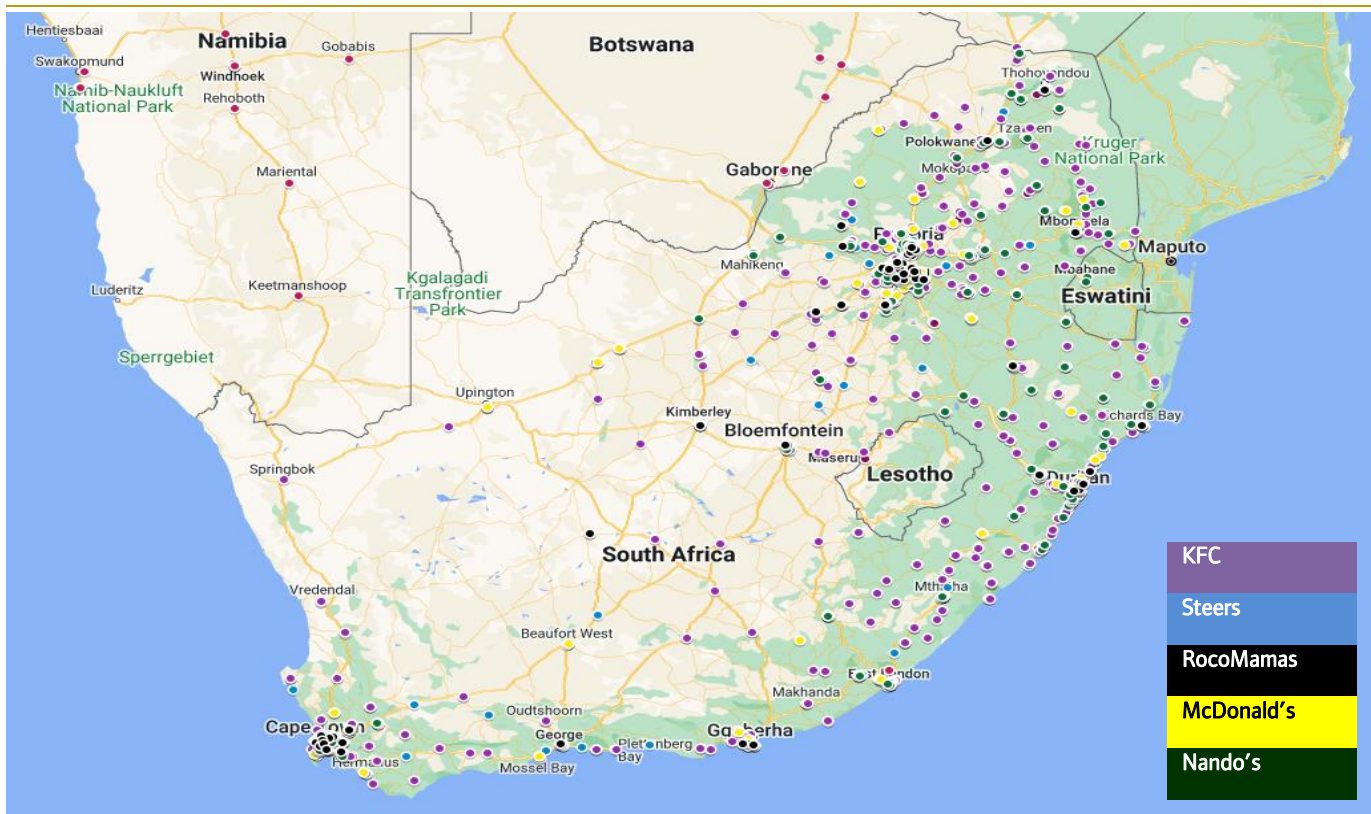 Hentiesbaai
Namibia
Gobabis
Botswana
Swakopmund
Windhoek
Thohoyandou
Namib-Naukluft
National Park
Rehoboth
Tzaneen
Polokwane
Kruger
National Park
Mokopane
Gaborone
Mariental
Mbombela
Pretoria
Maputo
Mahikeng
Mbabane
Kgalagadi
Transfrontier
Park
Keetmanshoop
Luderitz
Eswatini
Sperrgebiet
Upington
Kimberley
Richards Bay
Bloemfontein
Maseru
Springbok
Lesotho
Durban
South Africa
Vredendal
Mthatha
Beaufort West
East London
Makhanda
Oudtshoorn
Cape Town
George
Gqeberha
Plettenberg
Bay
Hermanus
Mossel Bay
KFC
Steers
RocoMamas
McDonald's
Nando's